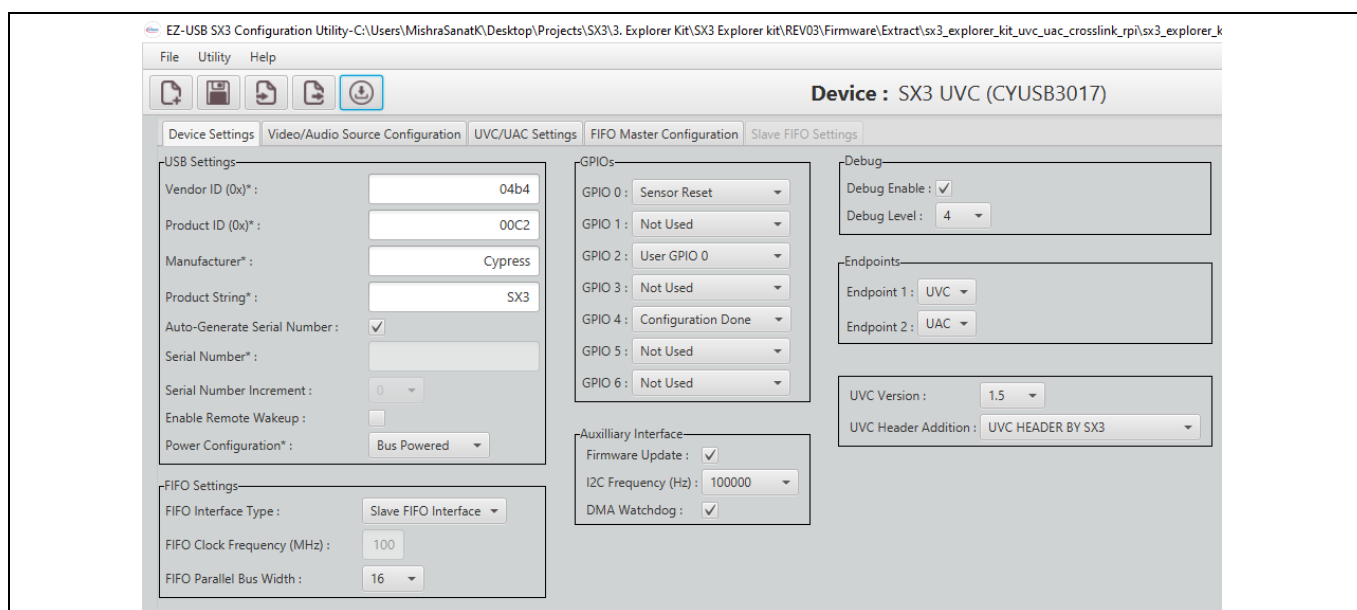 EZ-USB SX3 Configuration Utility-C:\Users\MishraSanatK\Desktop\Projects\SX3\3. Explorer Kit\SX3 Explorer kit\REV03\Firmware\Extract\sx3_explorer_kit_uvc_uac_crosslink_rpi\sx3_explorer_k
File Utility Help
Device : SX3 UVC (CYUSB3017)
Device Settings Video/Audio Source Configuration UVC/UAC Settings FIFO Master Configuration Slave FIFO Settings
USB Settings
Vendor ID (0x)* : 04b4
Product ID (0x)* : 00C2
Manufacturer* : Cypress
Product String* : SX3
Auto-Generate Serial Number :
Serial Number* :
Serial Number Increment : 0
Enable Remote Wakeup :
Power Configuration* : Bus Powered
FIFO Settings
FIFO Interface Type : Slave FIFO Interface
FIFO Clock Frequency (MHz) : 100
FIFO Parallel Bus Width : 16
GPIOs
GPIO 0 : Sensor Reset
GPIO 1 : Not Used
GPIO 2 : User GPIO 0
GPIO 3 : Not Used
GPIO 4 : Configuration Done
GPIO 5 : Not Used
GPIO 6 : Not Used
Auxilliary Interface
Firmware Update :
I2C Frequency (Hz) : 100000
DMA Watchdog :
Debug
Debug Enable :
Debug Level : 4
Endpoints
Endpoint 1 : UVC
Endpoint 2 : UAC
UVC Version : 1.5
UVC Header Addition : UVC HEADER BY SX3